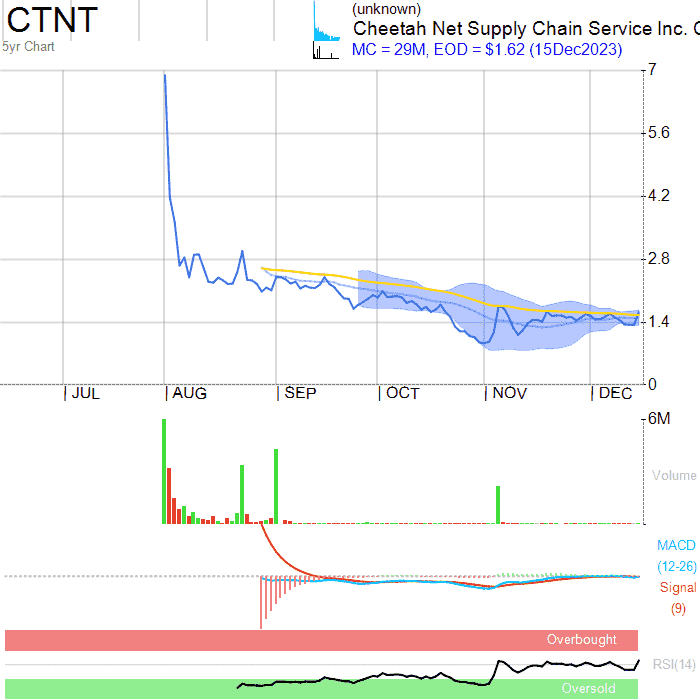 CTNT
5yr Chart
(unknown)
Cheetah Net Supply Chain Service Inc. C
MC = 29M, EOD = $1.62 (15Dec2023)
7
5.6
4.2
2.8
1.4
0
JUL
AUG
SEP
OCT
NOV
DEC
6M
Volume
MACD
(12-26)
Signal
(9)
Overbought
RSI(14)
Oversold